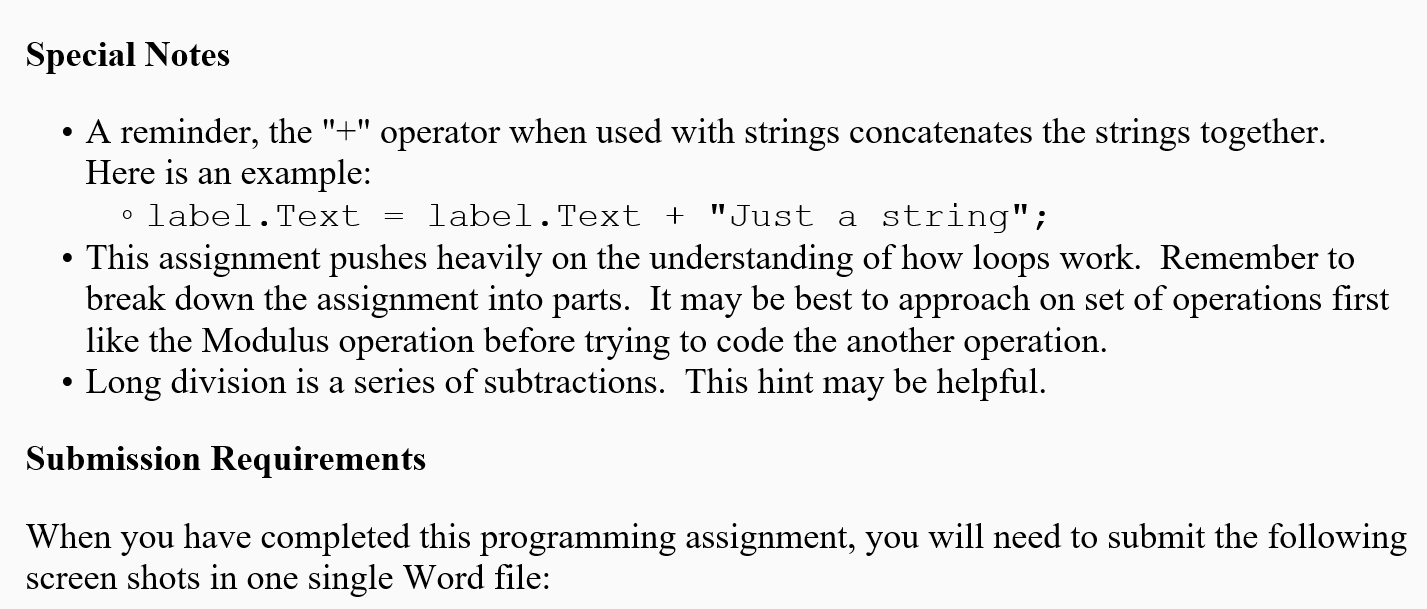 Special Notes
• A reminder, the "+" operator when used with strings concatenates the strings together.
Here is an example:
◦ label.Text = label.Text + "Just a string";
• This assignment pushes heavily on the understanding of how loops work.  Remember to
break down the assignment into parts.  It may be best to approach on set of operations first
like the Modulus operation before trying to code the another operation.
• Long division is a series of subtractions.  This hint may be helpful.
Submission Requirements
When you have completed this programming assignment, you will need to submit the following
screen shots in one single Word file: